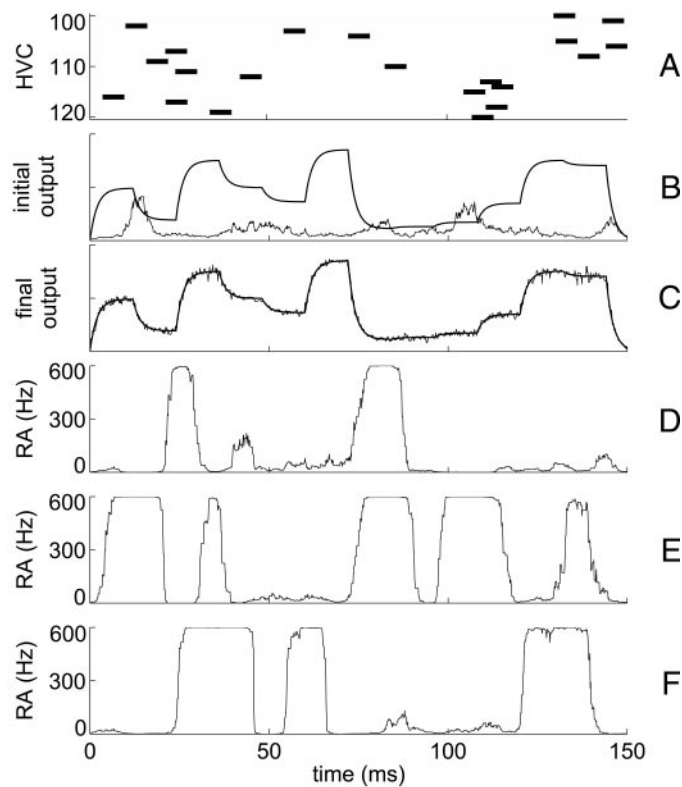 100
HVC
110
120
A
initial
output
B
final
output
C
600
RA (Hz)
300
0
D
600
RA (Hz)
300
0
E
600
RA (Hz)
300
0
F
0
50
100
150
time (ms)